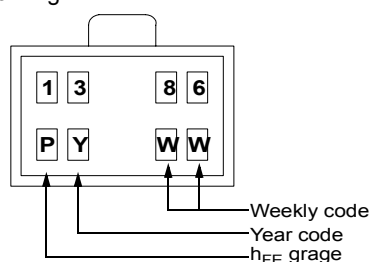 1 3 8 6
P Y W W
Weekly code
Year code
hFE grage